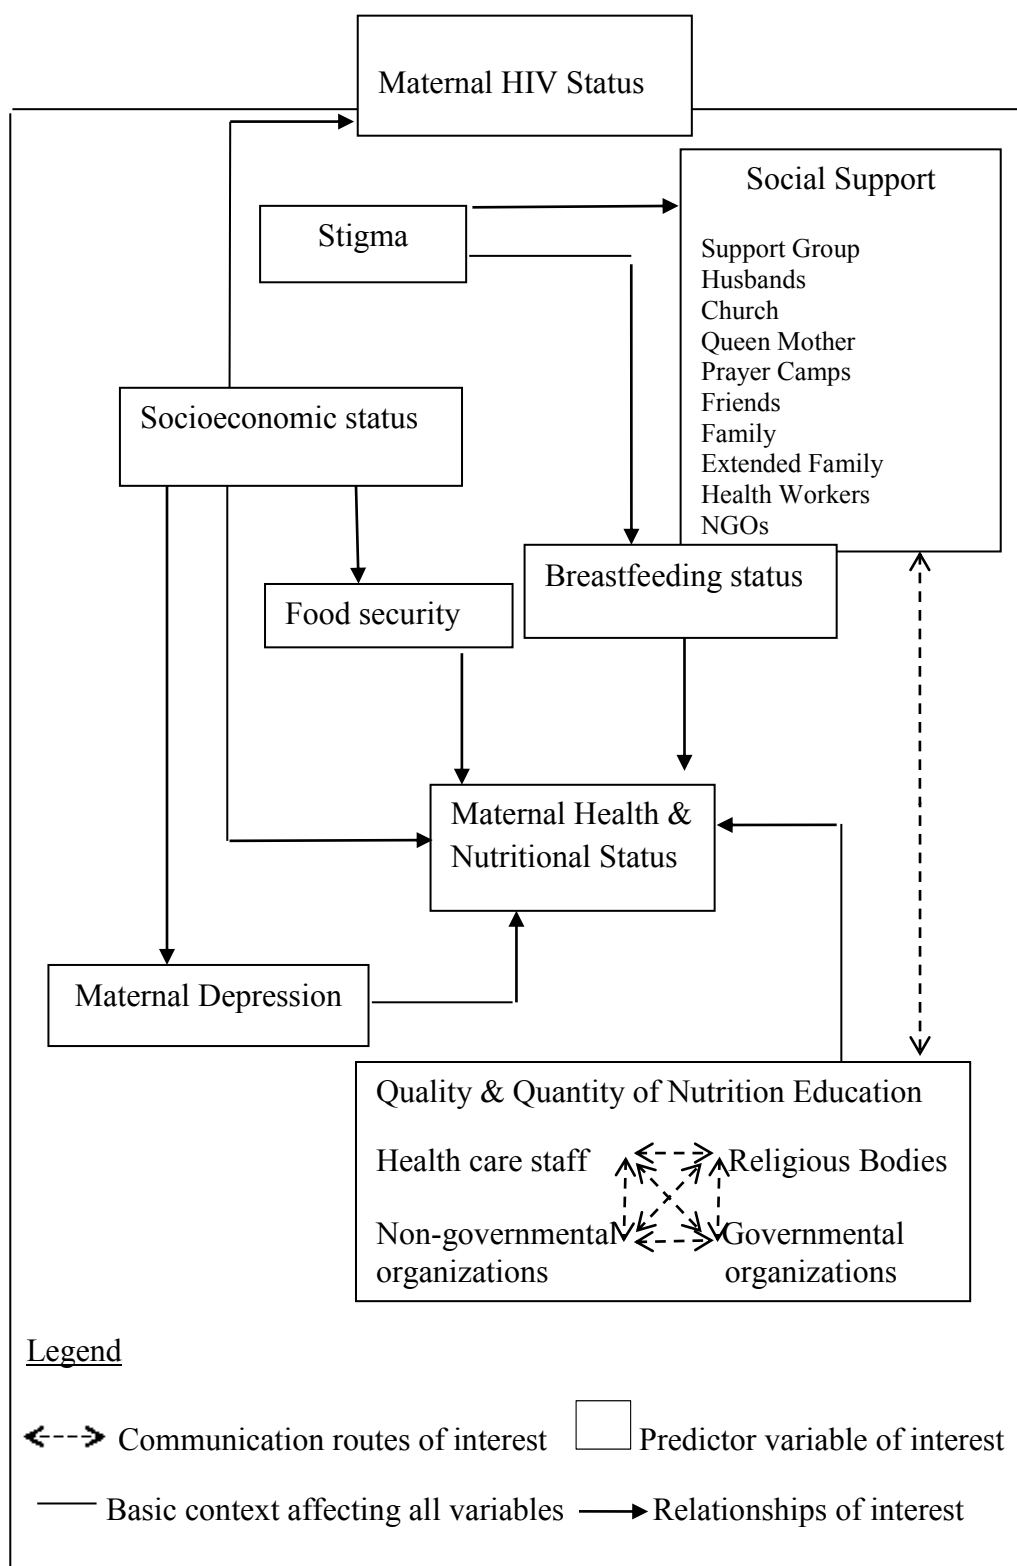 Maternal HIV Status
Social Support
Stigma
Support Group
Husbands
Church
Queen Mother
Prayer Camps
Friends
Family
Extended Family
Health Workers
NGOs
Socioeconomic status
Breastfeeding status
Food security
Maternal Health &
Nutritional Status
Maternal Depression
Quality & Quantity of Nutrition Education
Health care staff
Religious Bodies
Non-governmental
organizations
Governmental
organizations
Legend
Communication routes of interest
Predictor variable of interest
Basic context affecting all variables
Relationships of interest